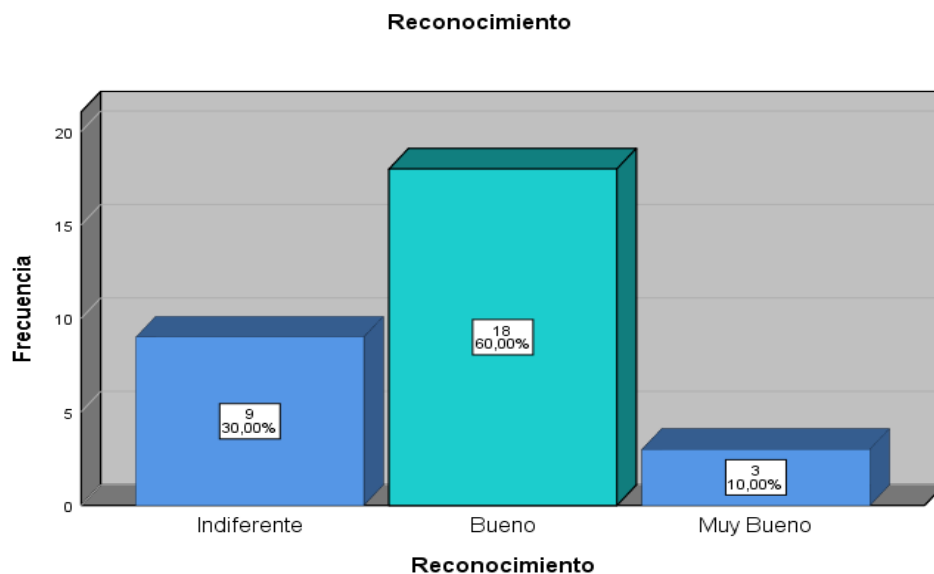 Reconocimiento
Frecuencia
20
15
10
5
0
9
30,00%
18
60,00%
3
10,00%
Indiferente
Bueno
Muy Bueno
Reconocimiento